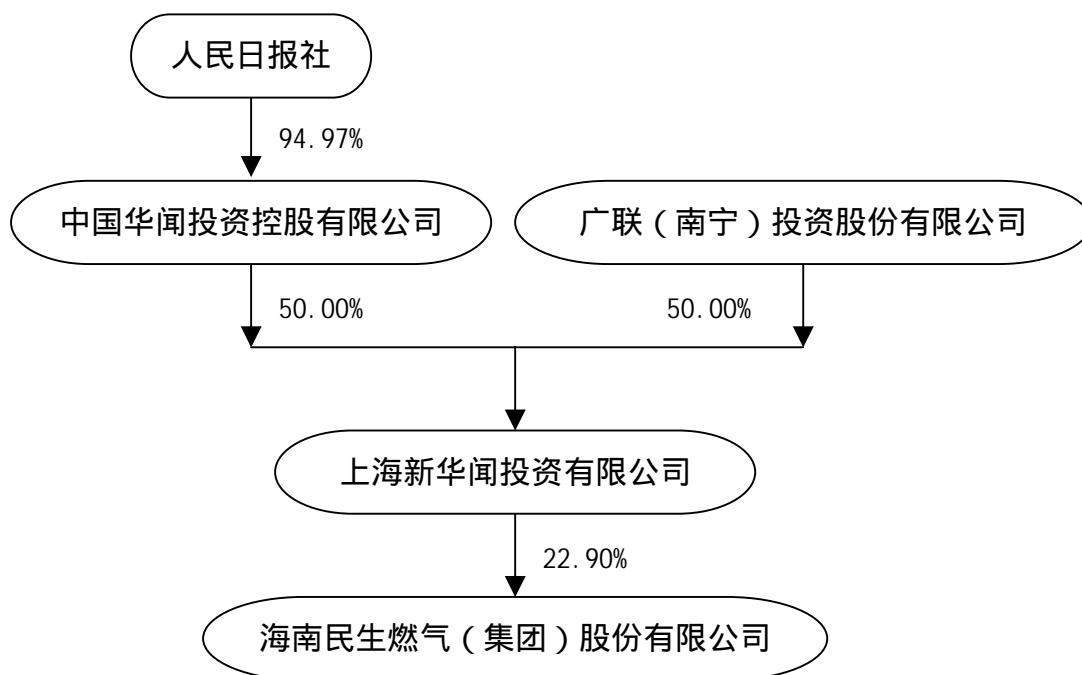 人民日报社
94.97%
中国华闻投资控股有限公司
广联（南宁）投资股份有限公司
50.00%
50.00%
上海新华闻投资有限公司
22.90%
海南民生燃气（集团）股份有限公司